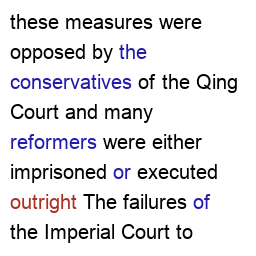 these measures were
opposed by the
conservatives of the Qing
Court and many
reformers were either
imprisoned or executed
outright The failures of
the Imperial Court to